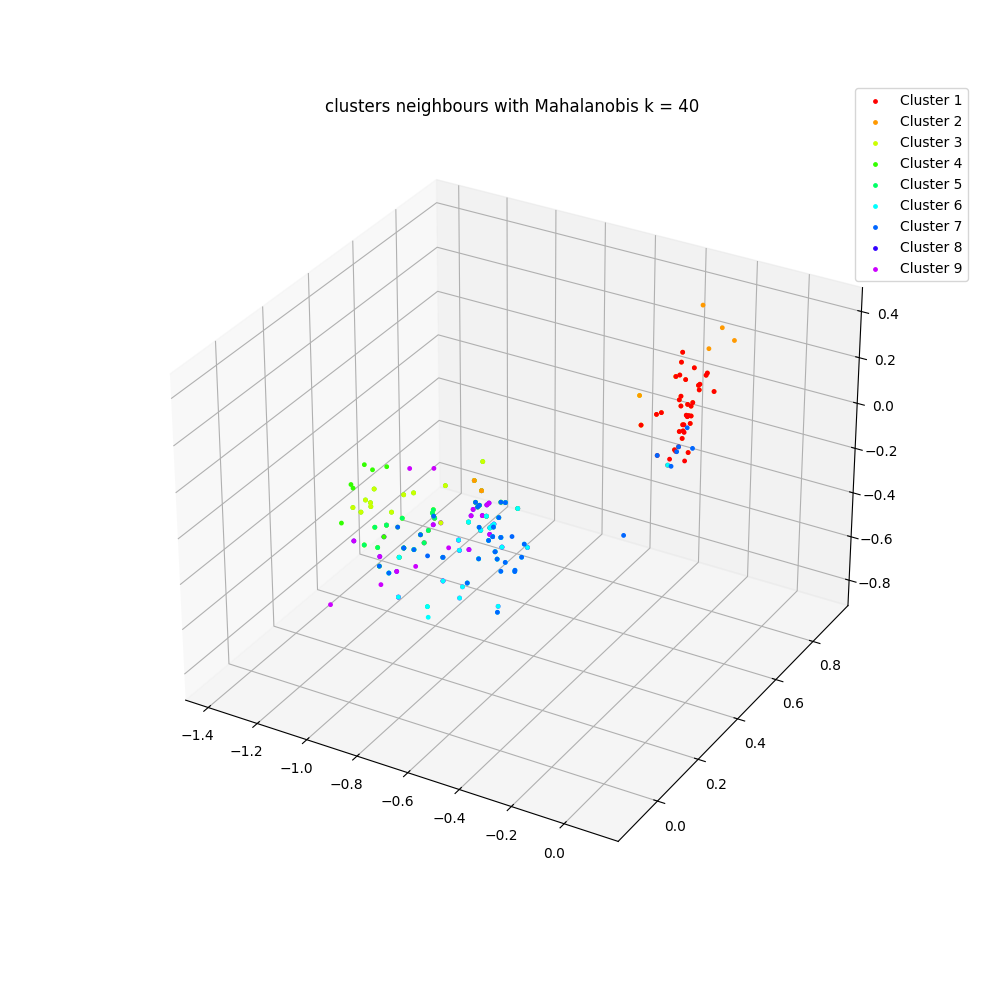 clusters neighbours with Mahalanobis k = 40
Cluster 1
Cluster 2
Cluster 3
Cluster 4
Cluster 5
Cluster 6
Cluster 7
Cluster 8
Cluster 9
0.4
0.2
0.0
−0.2
−0.4
−0.6
−0.8
0.8
0.6
0.4
0.2
0.0
−1.4
−1.2
−1.0
−0.8
−0.6
−0.4
−0.2
0.0